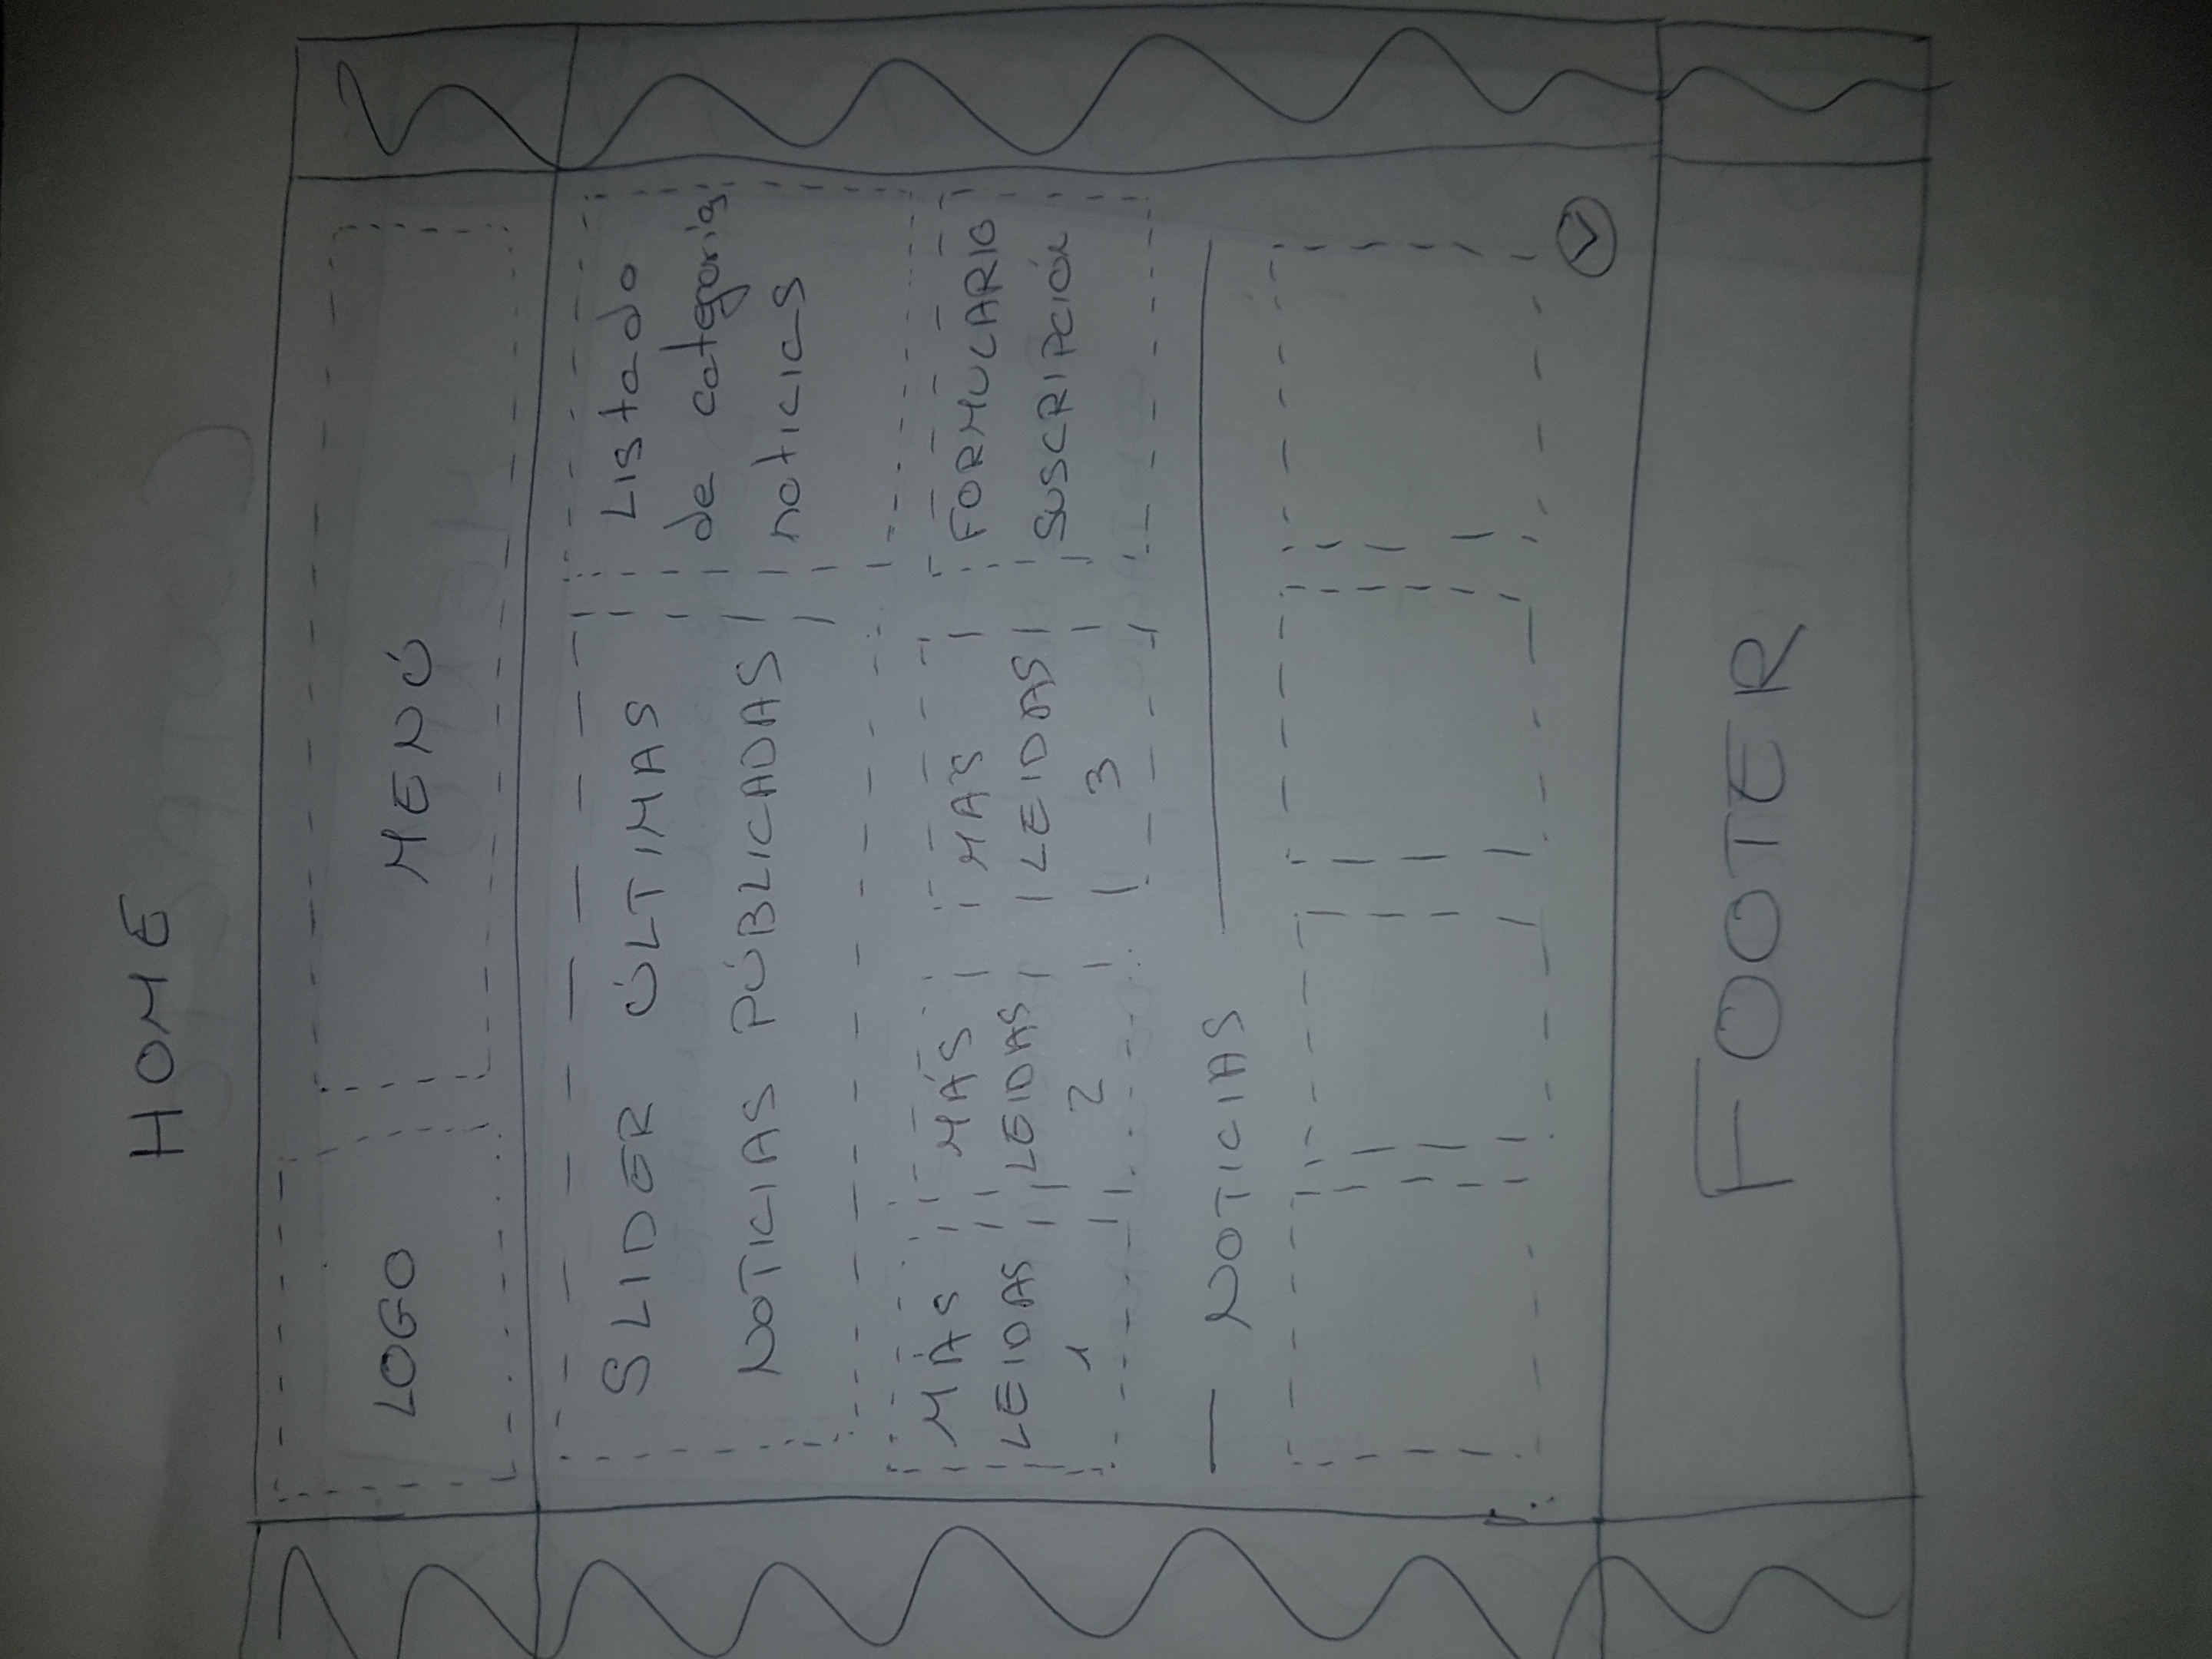 HOME
LOGO
MENÚ
SLIDER ÚLTIMAS
NOTICIAS PÚBLICADAS
Listado
de categorías
noticias
MÁS
LEIDAS
1
MÁS
LEIDAS
2
MÁS
LEIDAS
3
FORMULARIO
SUSCRIPCIÓN
NOTICIAS
FOOTER